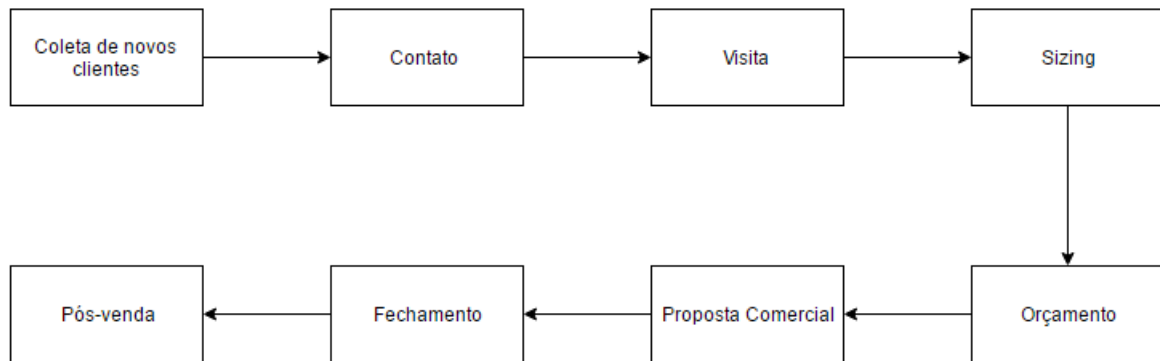 Coleta de novos
clientes
Contato
Visita
Sizing
Orçamento
Proposta Comercial
Fechamento
Pós-venda